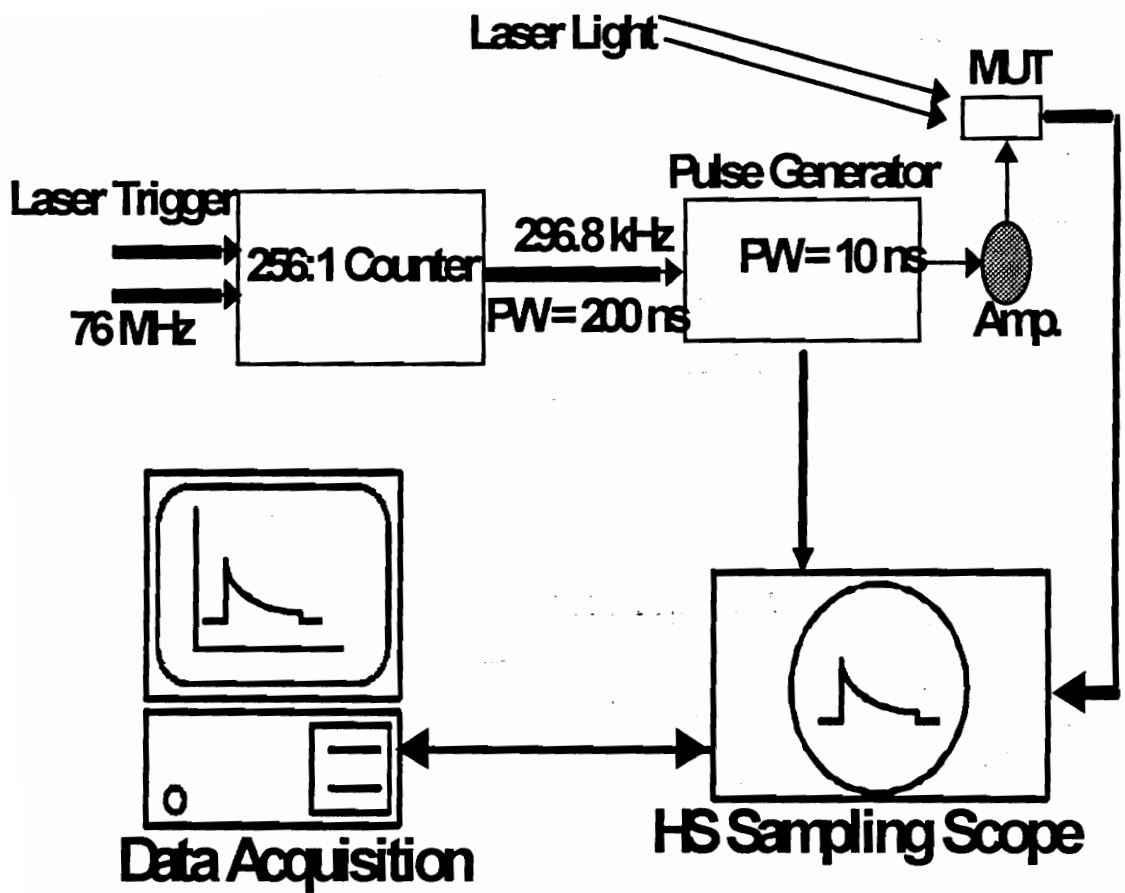 Laser Light
MUT
Pulse Generator
Laser Trigger
256:1 Counter
296.8 kHz
PW= 10 ns
76 MHz
PW= 200 ns
Amp.
Data Acquisition
HS Sampling Scope